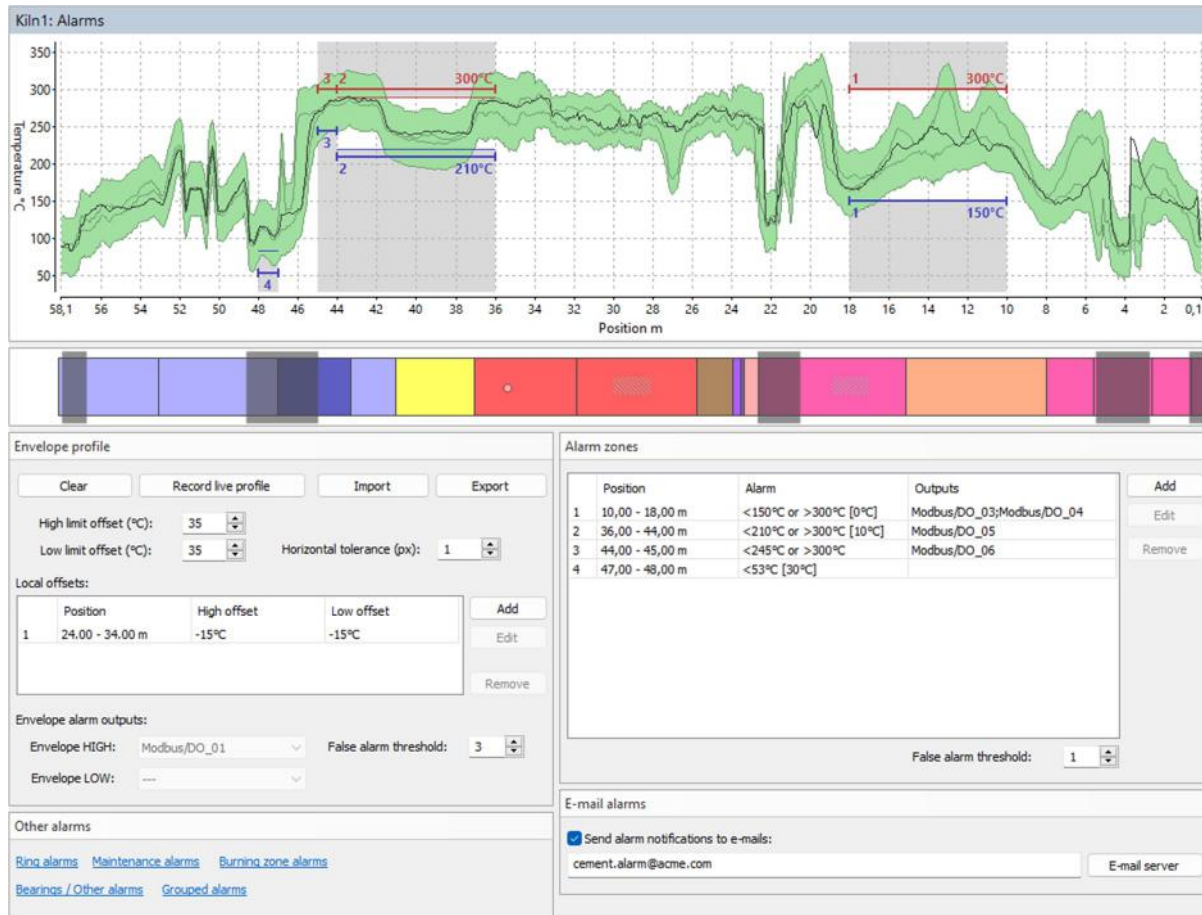 Kiln1: Alarms
350
300
250
200
150
100
50
Temperature °C
3 2 300°C
3
2 210°C
4
1 300°C
1 150°C
58,1 56 54 52 50 48 46 44 42 40 38 36 34 32 30 28 26 24 22 20 18 16 14 12 10 8 6 4 2 0,1
Position m
Envelope profile
Clear Record live profile Import Export
High limit offset (°C): 35
Low limit offset (°C): 35 Horizontal tolerance (px): 1
Local offsets:
Position High offset Low offset
1 24.00 - 34.00 m -15°C -15°C
Add
Edit
Remove
Envelope alarm outputs:
Envelope HIGH: Modbus/DO_01 False alarm threshold: 3
Envelope LOW: ---
Other alarms
Ring alarms Maintenance alarms Burning zone alarms
Bearings / Other alarms Grouped alarms
Alarm zones
Position Alarm Outputs
1 10,00 - 18,00 m <150°C or >300°C [0°C] Modbus/DO_03;Modbus/DO_04
2 36,00 - 44,00 m <210°C or >300°C [10°C] Modbus/DO_05
3 44,00 - 45,00 m <245°C or >300°C Modbus/DO_06
4 47,00 - 48,00 m <53°C [30°C]
Add
Edit
Remove
False alarm threshold: 1
E-mail alarms
Send alarm notifications to e-mails:
cement.alarm@acme.com E-mail server